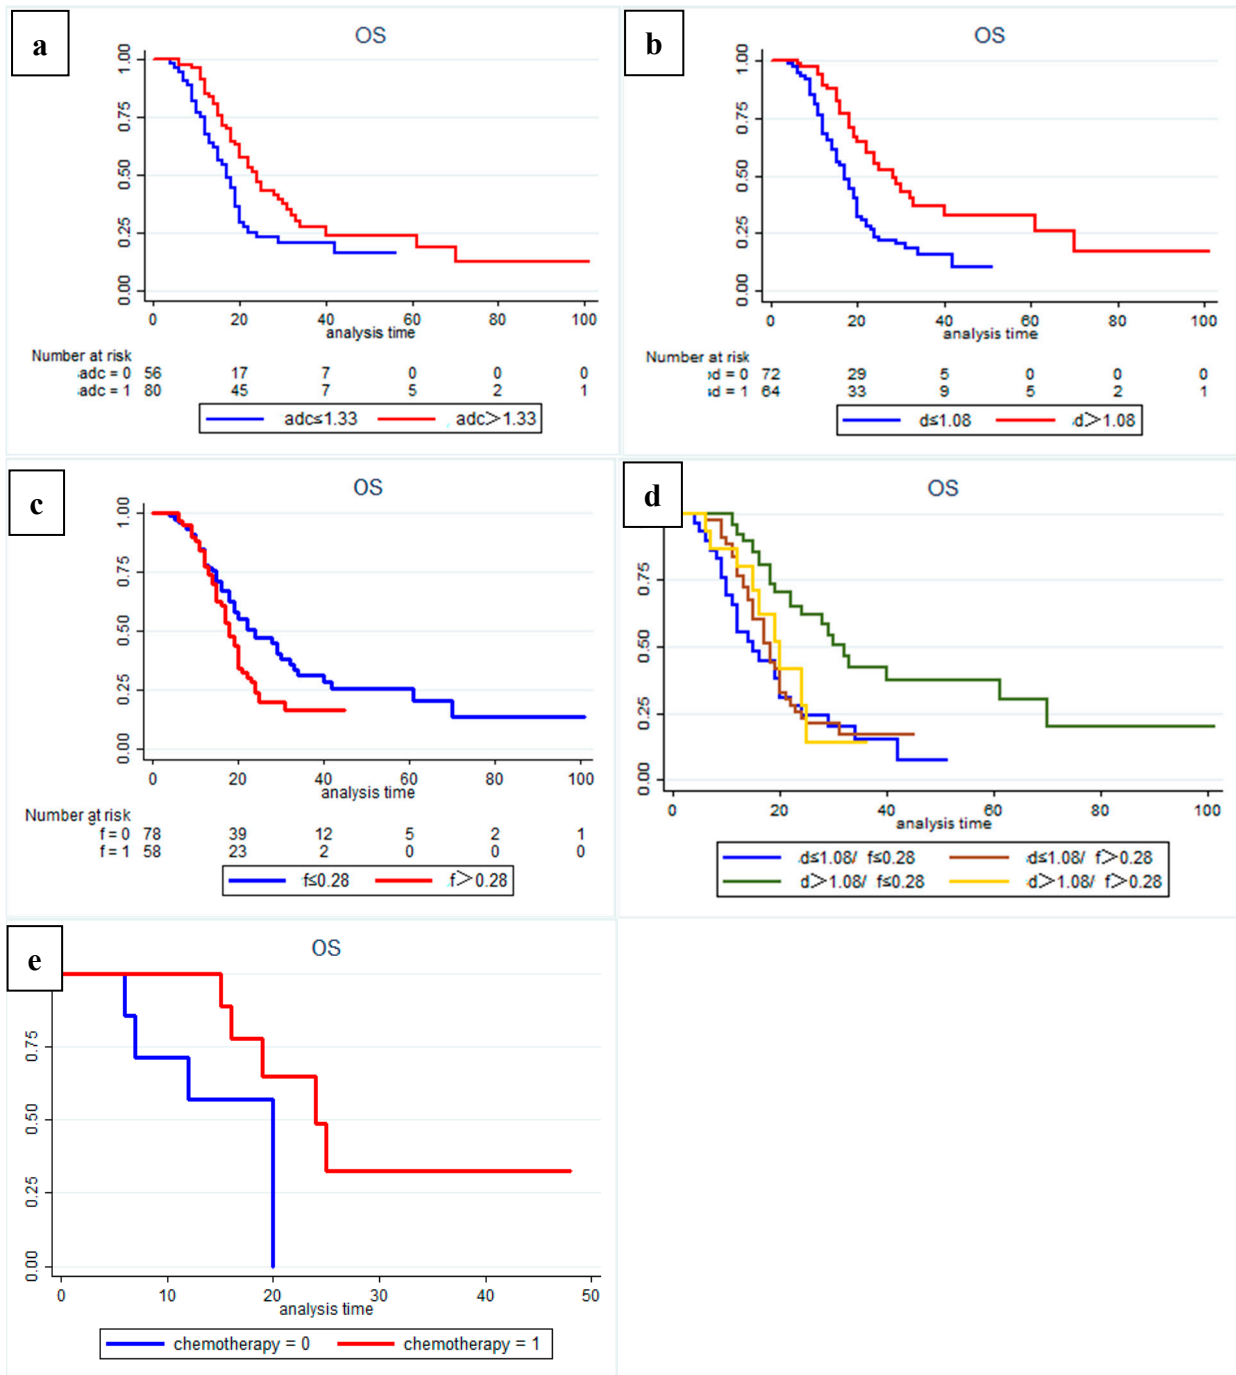 a
OS
1.00
0.75
0.50
0.25
0.00
0 20 40 60 80 100
analysis time
Number at risk
adc = 0 56 17 7 0 0 0
adc = 1 80 45 7 5 2 1
adc≤1.33 adc>1.33
b
OS
1.00
0.75
0.50
0.25
0.00
0 20 40 60 80 100
analysis time
Number at risk
d = 0 72 29 5 0 0 0
d = 1 64 33 9 5 2 1
d≤1.08 d>1.08
c
OS
1.00
0.75
0.50
0.25
0.00
0 20 40 60 80 100
analysis time
Number at risk
f = 0 78 39 12 5 2 1
f = 1 58 23 2 0 0 0
f≤0.28 f>0.28
d
OS
0.75
0.50
0.25
0.00
0 20 40 60 80 100
analysis time
d≤1.08/ f≤0.28 d≤1.08/ f>0.28
d>1.08/ f≤0.28 d>1.08/ f>0.28
e
OS
0.75
0.50
0.25
0.00
0 10 20 30 40 50
analysis time
chemotherapy = 0 chemotherapy = 1